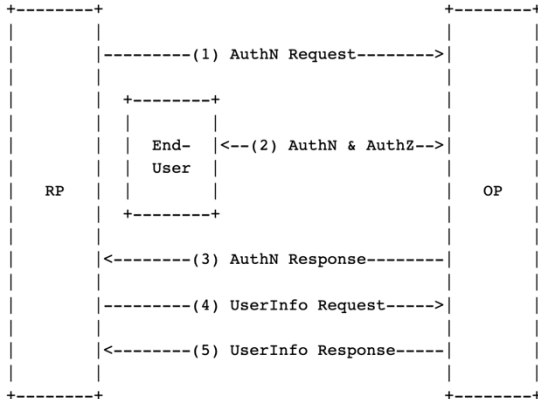 (1) AuthN Request
End-
(2) AuthN & AuthZ
User
RP
OP
(3) AuthN Response
(4) UserInfo Request
(5) UserInfo Response